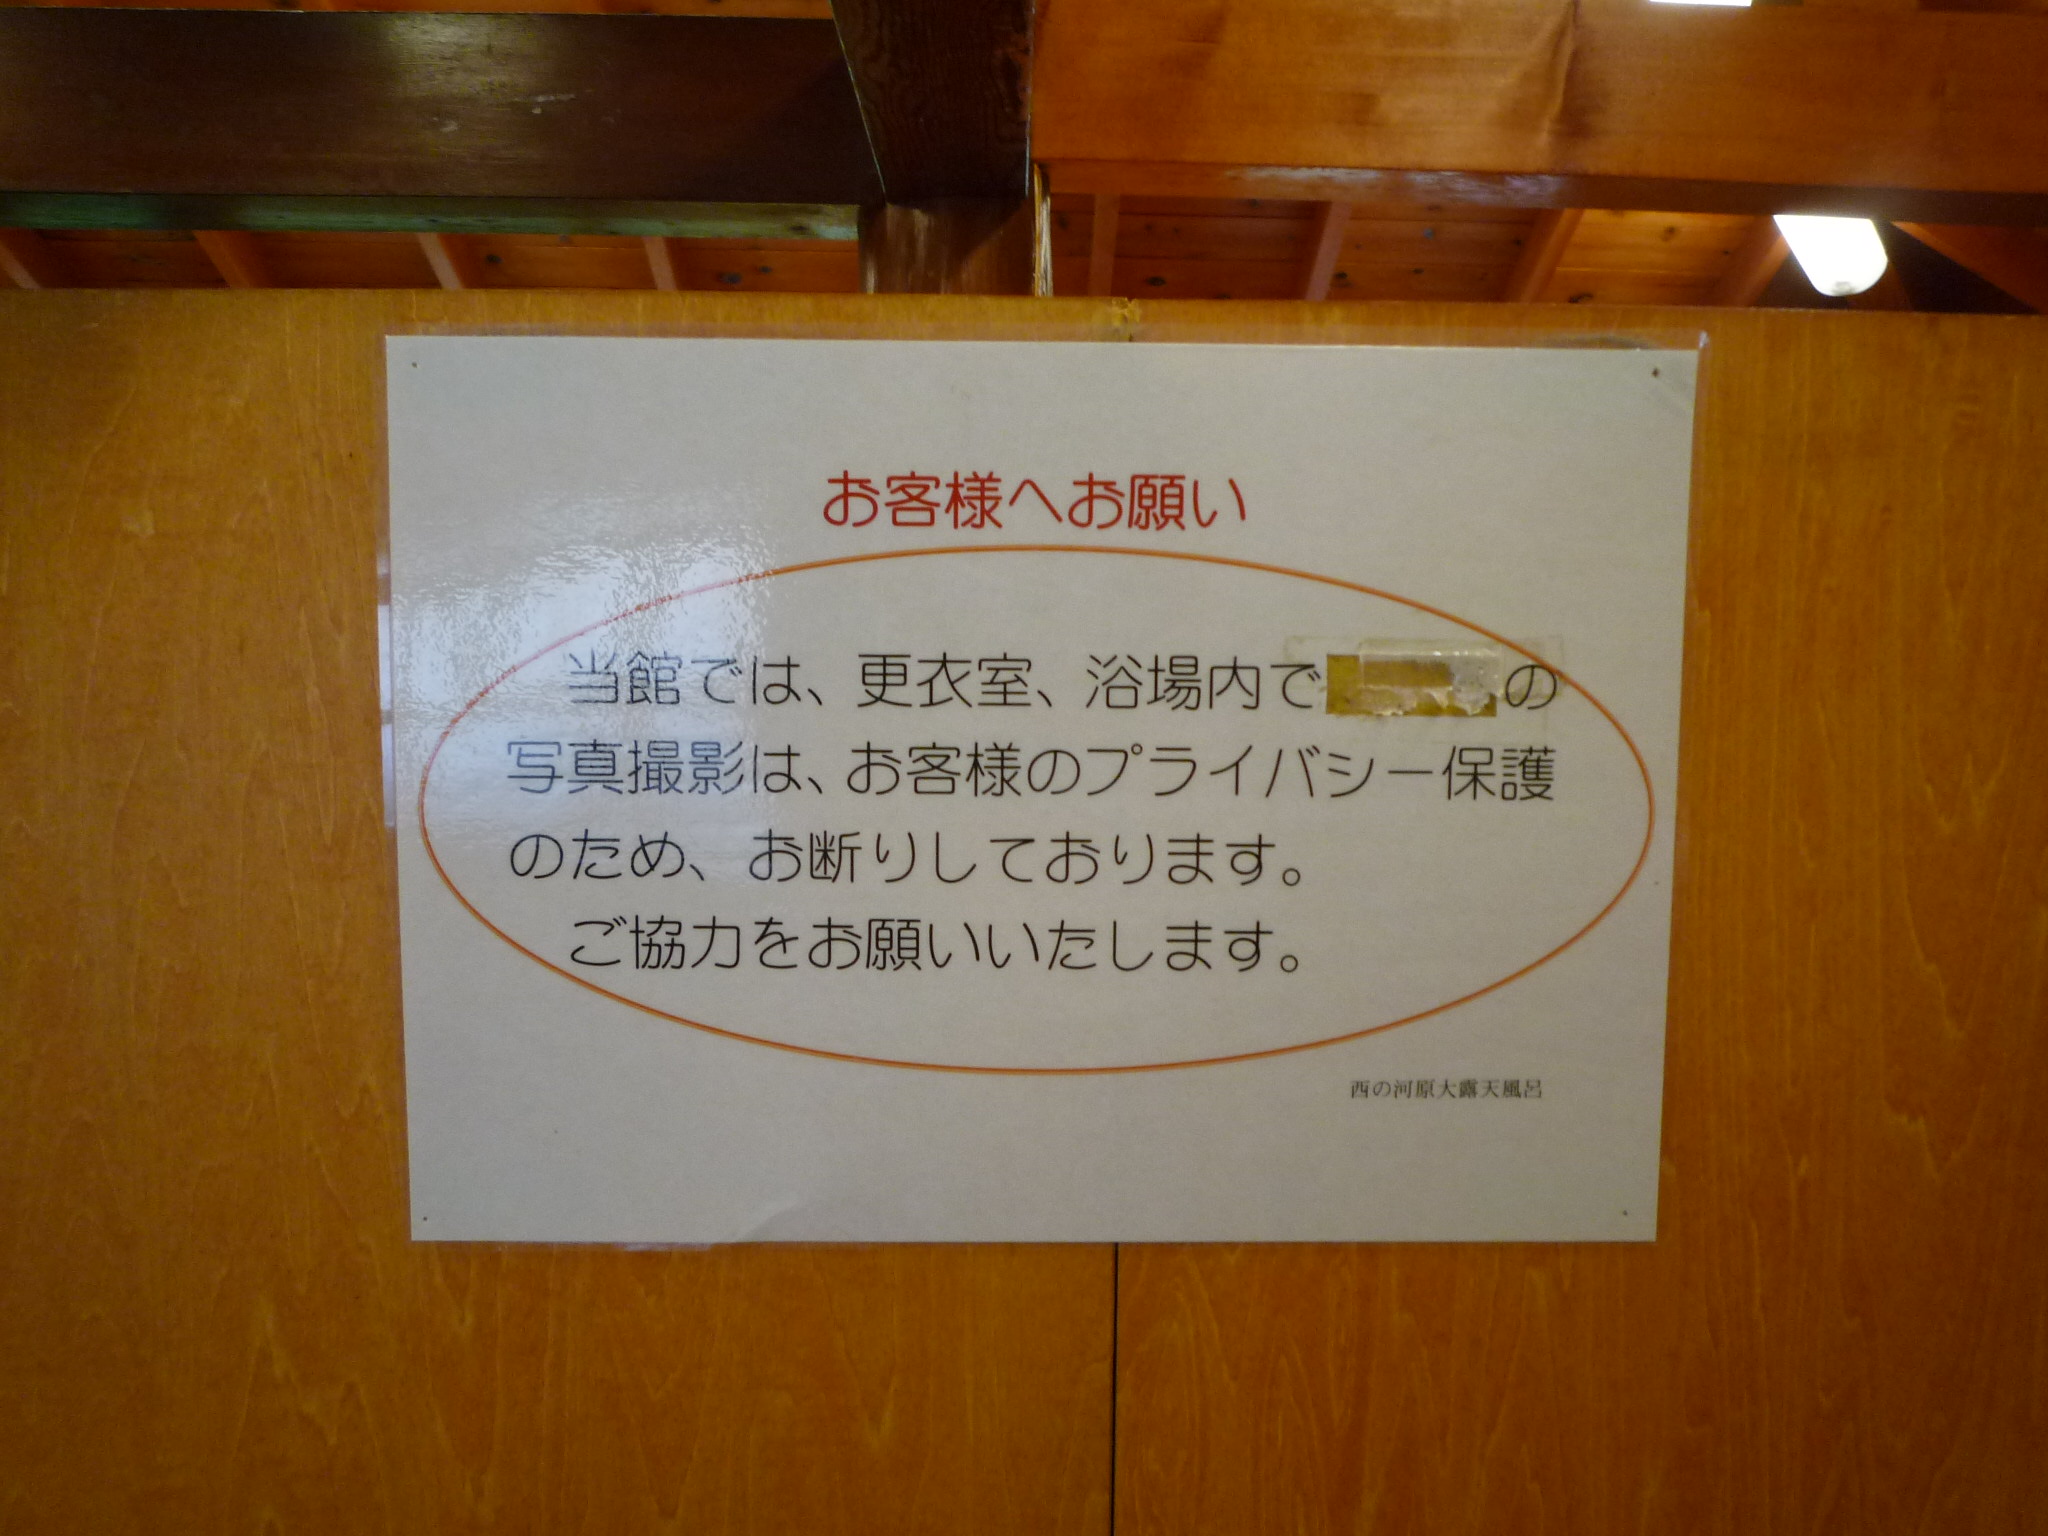 お客様へお願い
当館では、更衣室、浴場内での
写真撮影は、お客様のプライバシー保護
のため、お断りしております。
ご協力をお願いいたします。
西の河原大露天風呂